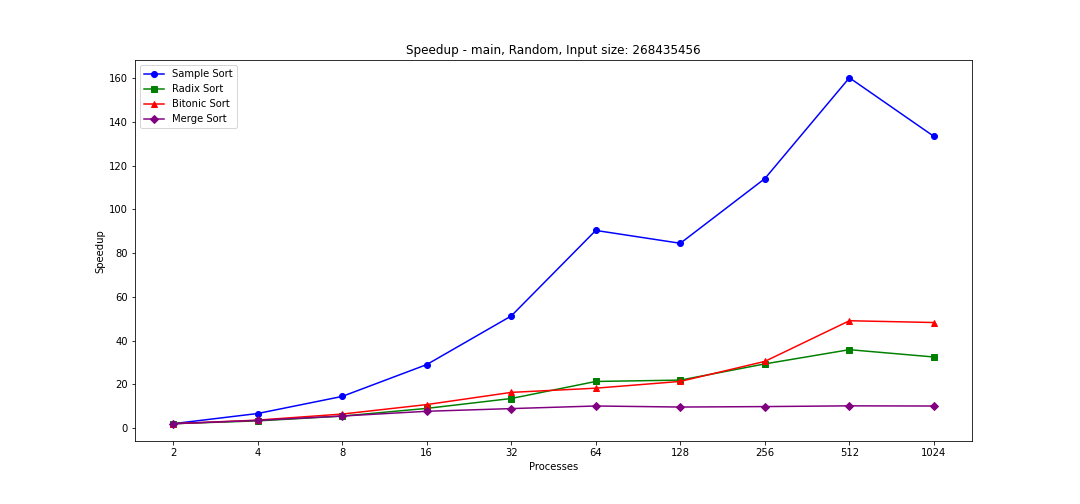 Speedup - main, Random, Input size: 268435456
Sample Sort
Radix Sort
Bitonic Sort
Merge Sort
Speedup
160
140
120
100
80
60
40
20
0
2 4 8 16 32 64 128 256 512 1024
Processes